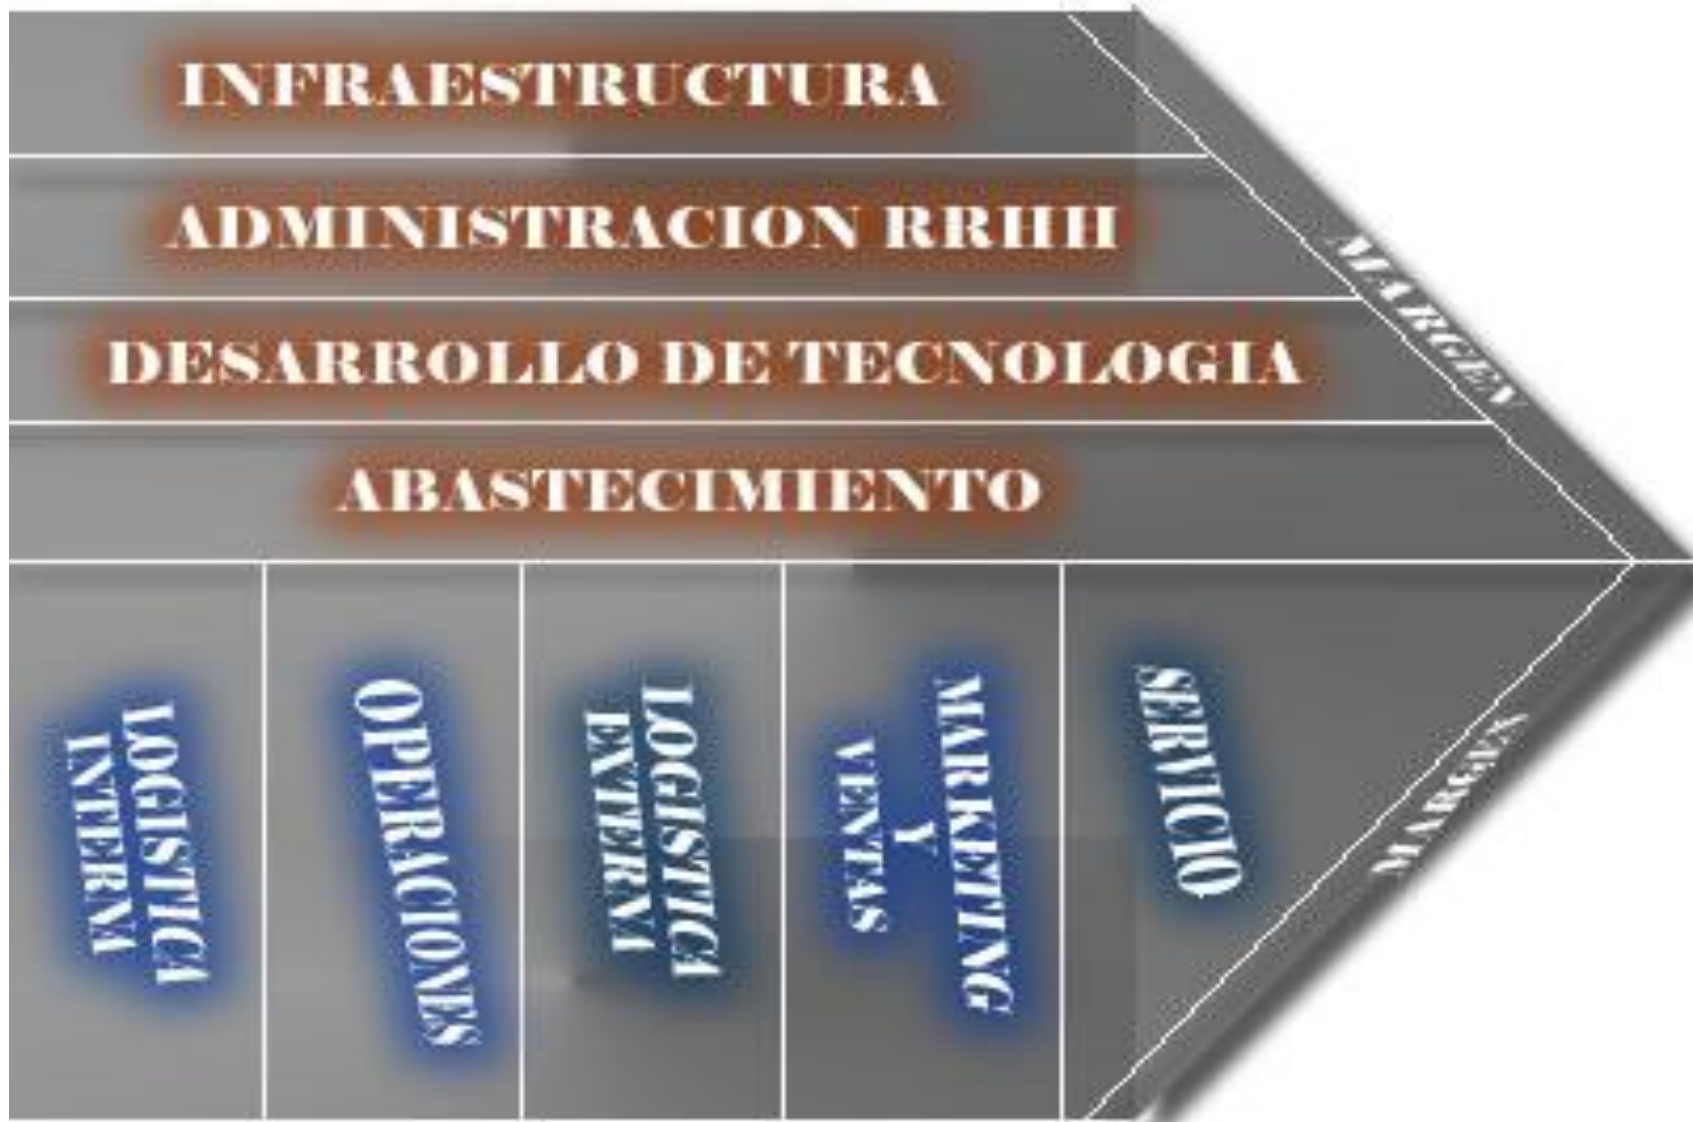 INFRAESTRUCTURA
ADMINISTRACION RRHH
DESARROLLO DE TECNOLOGIA
ABASTECIMIENTO
MARGEN
LOGISTICA
INTERNA
OPERACIONES
LOGISTICA
EXTERNA
MARKETING
Y
VENTAS
SERVICIO
MARGEN